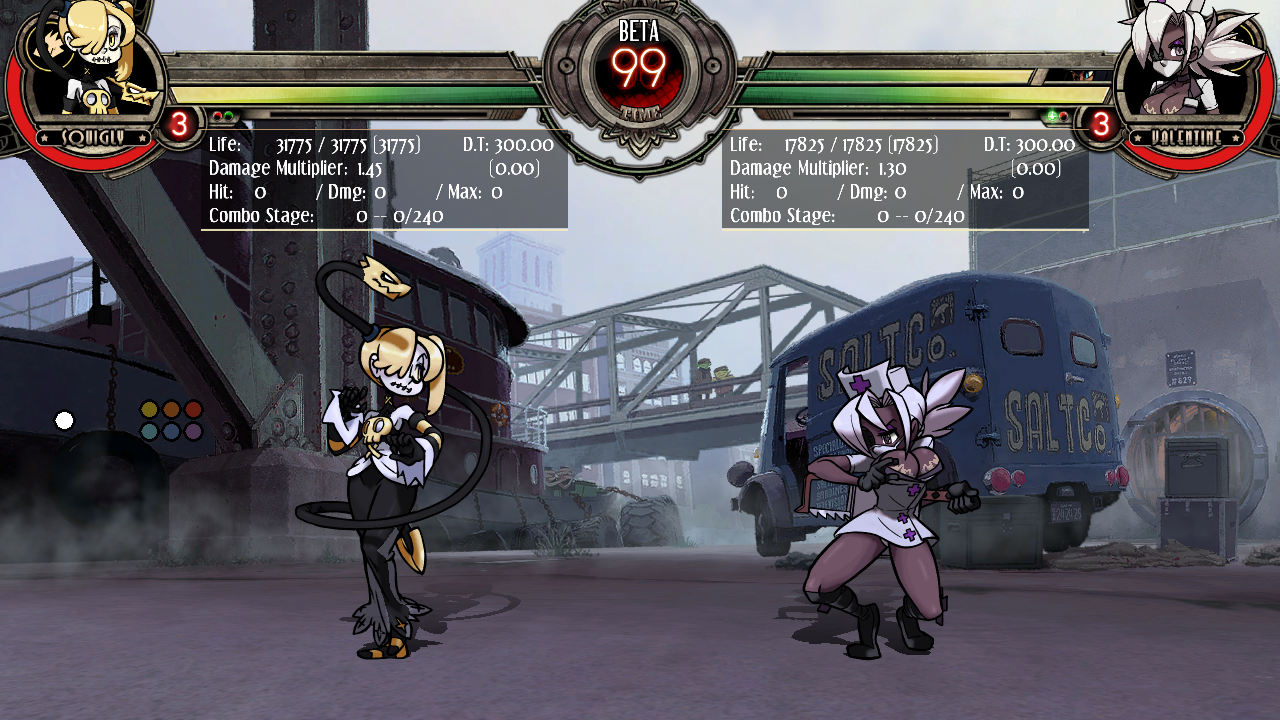 BETA
99
TIME
SQUIGLY
3
3
VALENTINE
Life: 31775 / 31775 (31775) D.T: 300.00
Damage Multiplier: 1.45 (0.00)
Hit: 0 / Dmg: 0 / Max: 0
Combo Stage: 0 -- 0/240
Life: 17825 / 17825 (17825) D.T: 300.00
Damage Multiplier: 1.30 (0.00)
Hit: 0 / Dmg: 0 / Max: 0
Combo Stage: 0 -- 0/240
SALTCo.
SALTCo